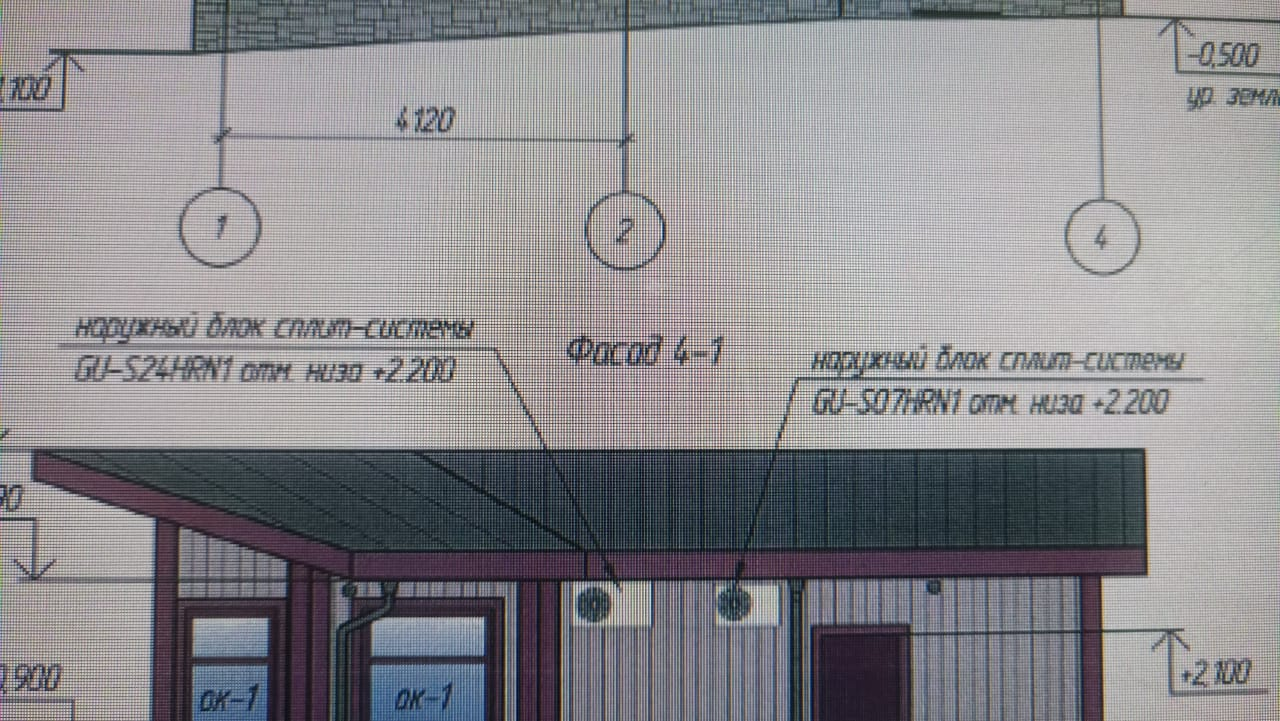 -0,500
,100
ур. земл
4120
1
2
4
наружный блок сплит-системы
GU-S24HRN1 отм. низа +2.200
Фасад 4-1
наружный блок сплит-системы
GU-S07HRN1 отм. низа +2.200
+2,100
0,900
ок-1
ок-1